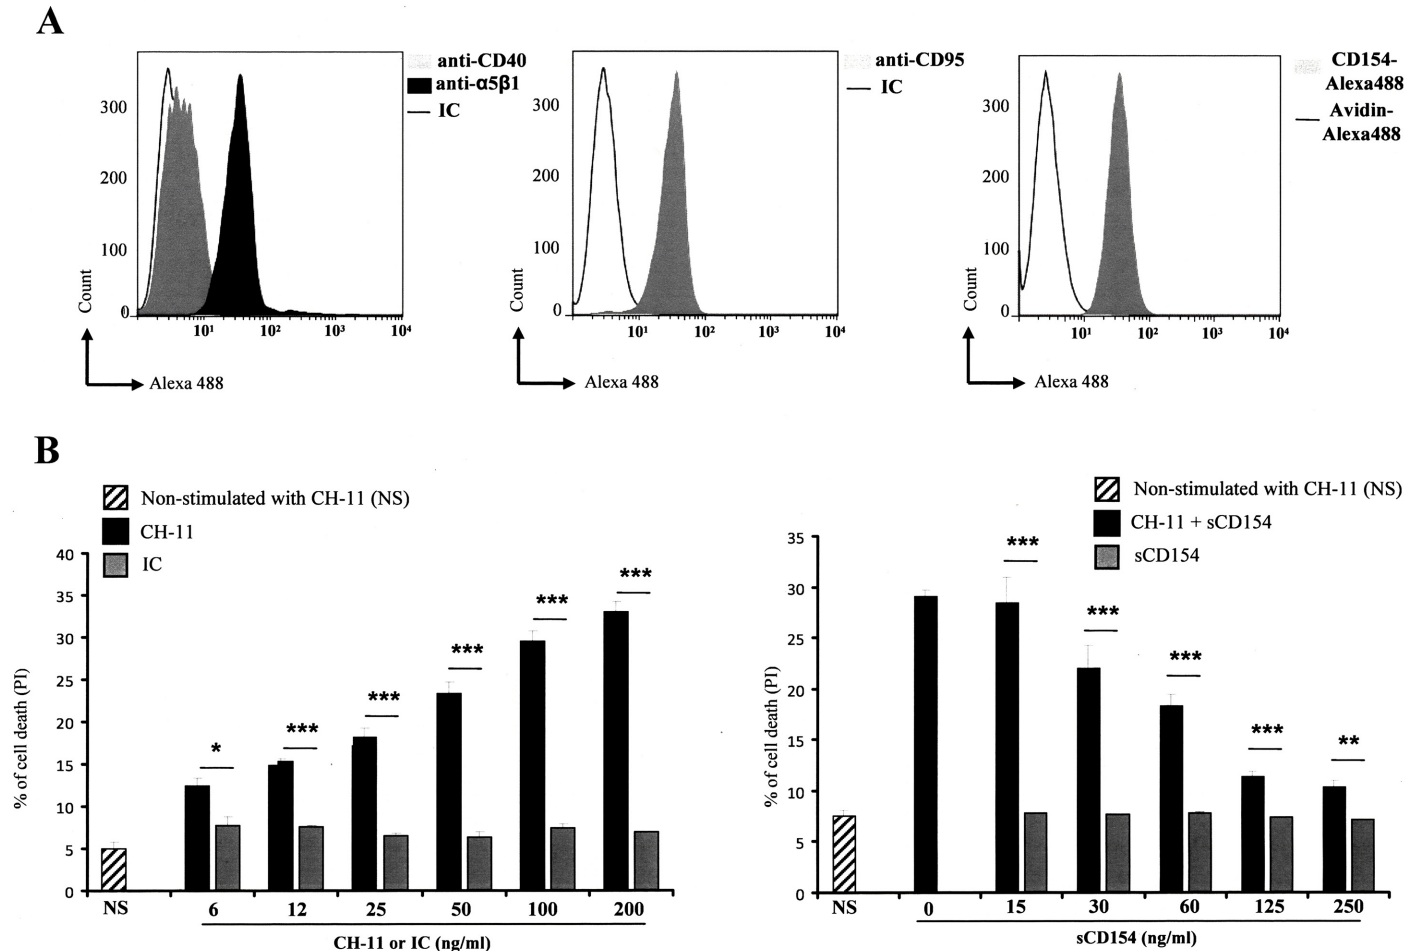 A
anti-CD40
anti-α5β1
IC
300
200
100
0
Count
10¹ 10² 10³ 10⁴
Alexa 488
anti-CD95
IC
300
200
100
0
Count
10¹ 10² 10³ 10⁴
Alexa 488
CD154-
Alexa488
Avidin-
Alexa488
300
200
100
0
Count
10¹ 10² 10³ 10⁴
Alexa 488
B
Non-stimulated with CH-11 (NS)
CH-11
IC
% of cell death (PI)
40
35
30
25
20
15
10
5
0
*
***
***
***
***
***
NS 6 12 25 50 100 200
CH-11 or IC (ng/ml)
Non-stimulated with CH-11 (NS)
CH-11 + sCD154
sCD154
% of cell death (PI)
35
30
25
20
15
10
5
0
***
***
***
***
**
NS 0 15 30 60 125 250
sCD154 (ng/ml)